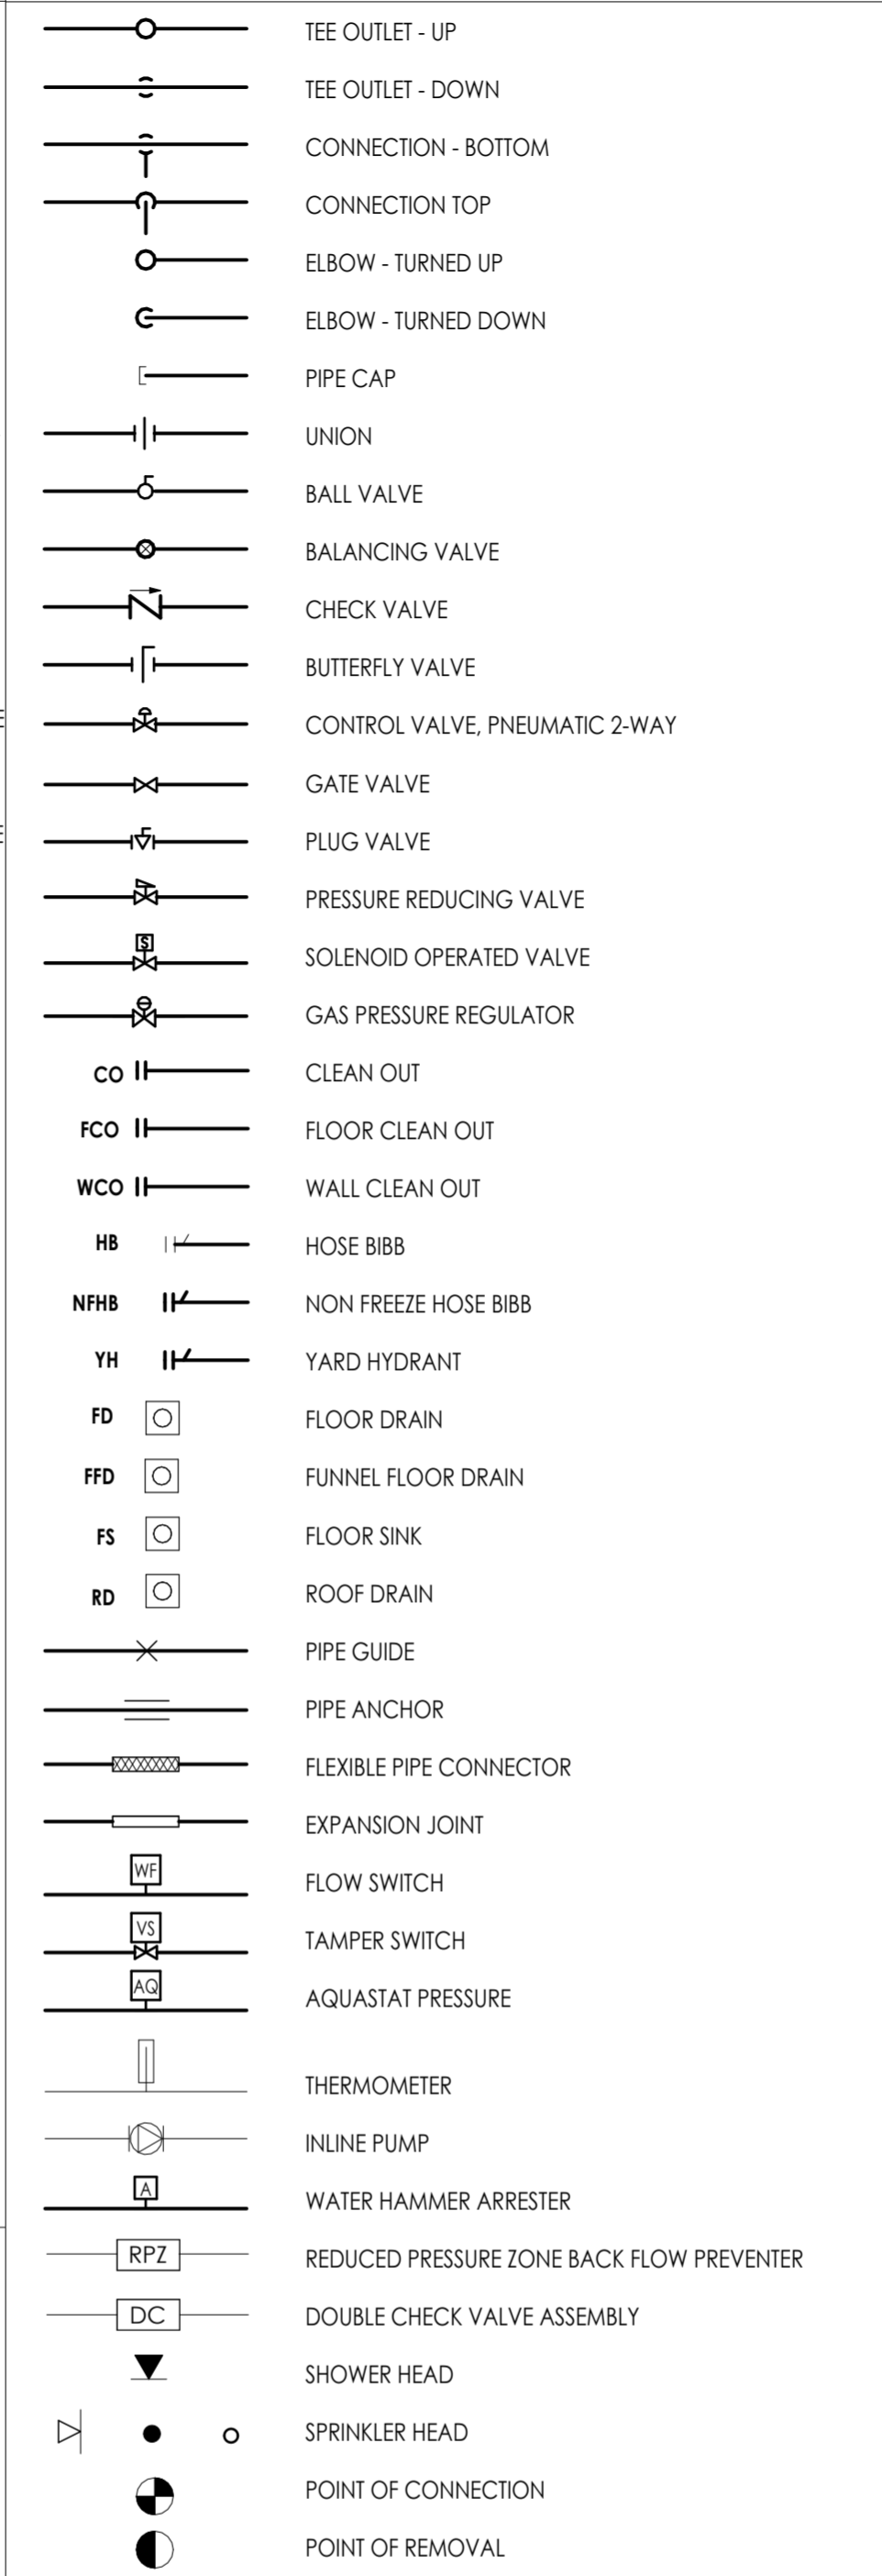 TEE OUTLET - UP
TEE OUTLET - DOWN
CONNECTION - BOTTOM
CONNECTION TOP
ELBOW - TURNED UP
ELBOW - TURNED DOWN
PIPE CAP
UNION
BALL VALVE
BALANCING VALVE
CHECK VALVE
BUTTERFLY VALVE
CONTROL VALVE, PNEUMATIC 2-WAY
GATE VALVE
PLUG VALVE
PRESSURE REDUCING VALVE
S SOLENOID OPERATED VALVE
GAS PRESSURE REGULATOR
CO CLEAN OUT
FCO FLOOR CLEAN OUT
WCO WALL CLEAN OUT
HB HOSE BIBB
NFHB NON FREEZE HOSE BIBB
YH YARD HYDRANT
FD FLOOR DRAIN
FFD FUNNEL FLOOR DRAIN
FS FLOOR SINK
RD ROOF DRAIN
PIPE GUIDE
PIPE ANCHOR
FLEXIBLE PIPE CONNECTOR
EXPANSION JOINT
WF FLOW SWITCH
VS TAMPER SWITCH
AQ AQUASTAT PRESSURE
THERMOMETER
INLINE PUMP
A WATER HAMMER ARRESTER
RPZ REDUCED PRESSURE ZONE BACK FLOW PREVENTER
DC DOUBLE CHECK VALVE ASSEMBLY
SHOWER HEAD
SPRINKLER HEAD
POINT OF CONNECTION
POINT OF REMOVAL